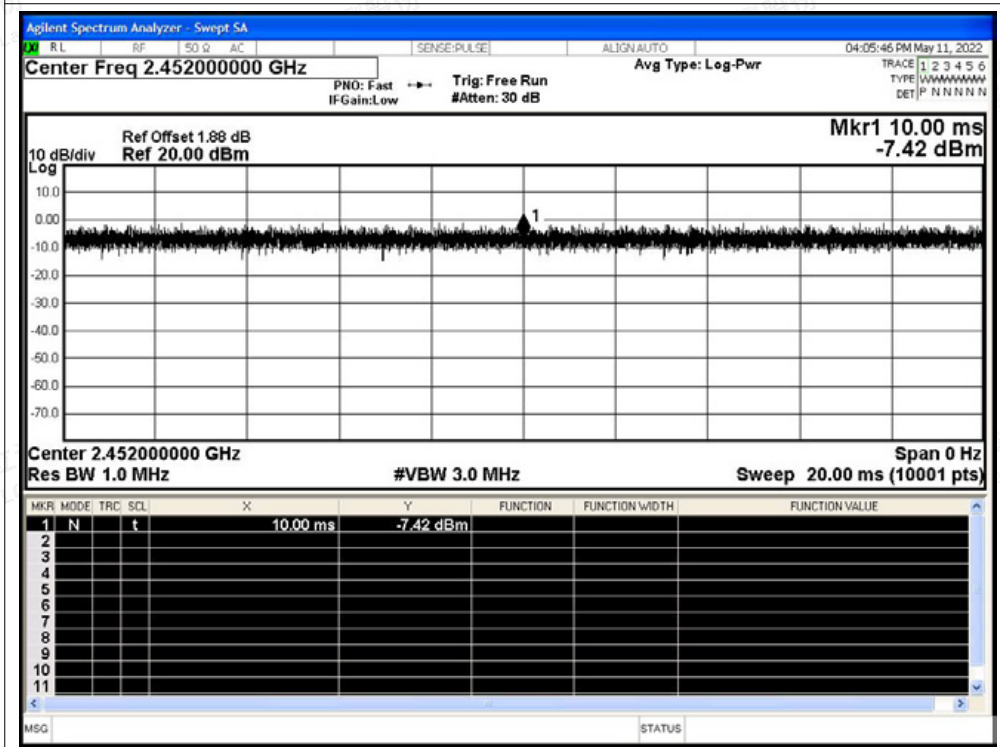 Agilent Spectrum Analyzer - Swept SA
LXI RL RF 50 Ω AC SENSE:PULSE ALIGN AUTO 04:05:46 PM May 11, 2022
Center Freq 2.452000000 GHz Avg Type: Log-Pwr TRACE 1 2 3 4 5 6
PNO: Fast Trig: Free Run TYPE WWWWWW
IFGain:Low #Atten: 30 dB DET P N N N N N
Mkr1 10.00 ms
Ref Offset 1.88 dB
10 dB/div Ref 20.00 dBm -7.42 dBm
Log
10.0
0.00
1
-10.0
-20.0
-30.0
-40.0
-50.0
-60.0
-70.0
Center 2.452000000 GHz Span 0 Hz
Res BW 1.0 MHz #VBW 3.0 MHz Sweep 20.00 ms (10001 pts)
MKR MODE TRC SCL X Y FUNCTION FUNCTION WIDTH FUNCTION VALUE
1 N t 10.00 ms -7.42 dBm
2
3
4
5
6
7
8
9
10
11
MSG STATUS